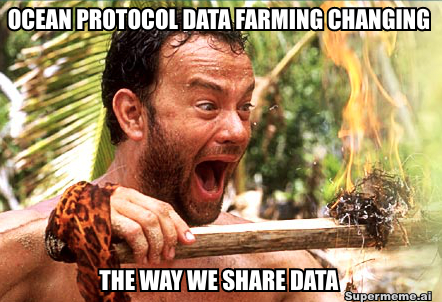 OCEAN PROTOCOL DATA FARMING CHANGING
THE WAY WE SHARE DATA
Supermeme.ai